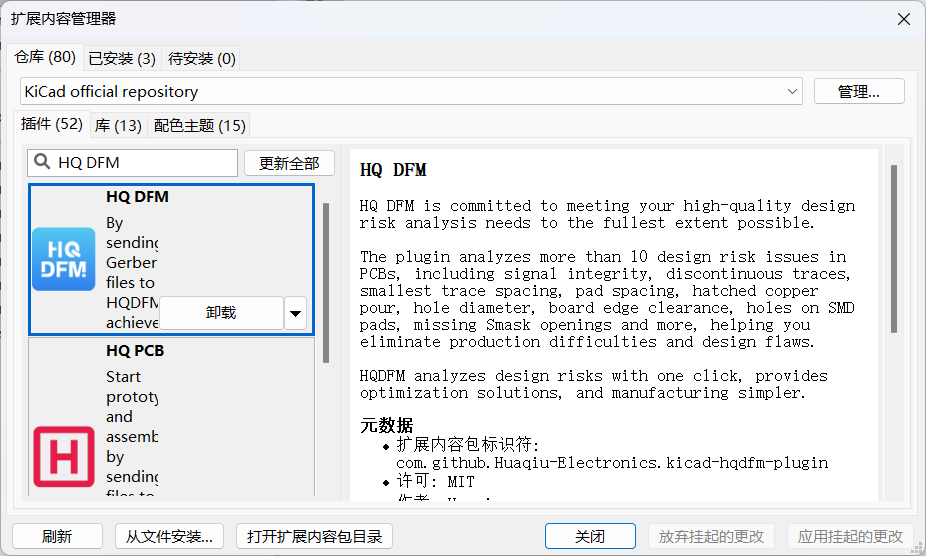 扩展内容管理器
仓库 (80)
已安装 (3)
待安装 (0)
KiCad official repository
管理...
插件 (52)
库 (13)
配色主题 (15)
HQ DFM
更新全部
HQ DFM
By
sending
Gerber
files to
HQDFM
achieve
卸载
HQ
DFM
HQ PCB
Start
prototy
and
assemb
by
sending
files to
H
HQ DFM
HQ DFM is committed to meeting your high-quality design
risk analysis needs to the fullest extent possible.
The plugin analyzes more than 10 design risk issues in
PCBs, including signal integrity, discontinuous traces,
smallest trace spacing, pad spacing, hatched copper
pour, hole diameter, board edge clearance, holes on SMD
pads, missing Smask openings and more, helping you
eliminate production difficulties and design flaws.
HQDFM analyzes design risks with one click, provides
optimization solutions, and manufacturing simpler.
元数据
扩展内容包标识符:
com.github.Huaqiu-Electronics.kicad-hqdfm-plugin
许可: MIT
刷新
从文件安装...
打开扩展内容包目录
关闭
放弃挂起的更改
应用挂起的更改